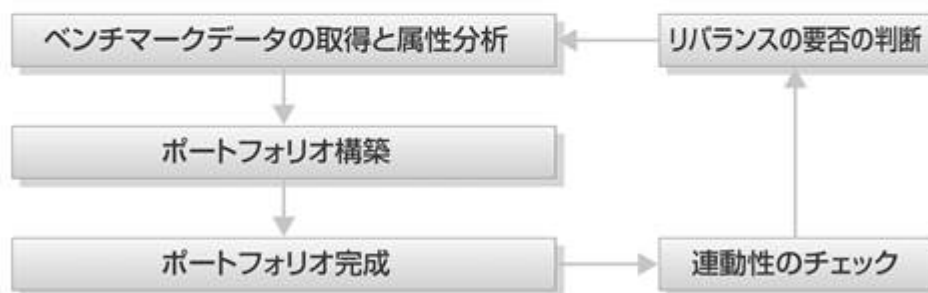 ベンチマークデータの取得と属性分析
リバランスの要否の判断
ポートフォリオ構築
ポートフォリオ完成
連動性のチェック